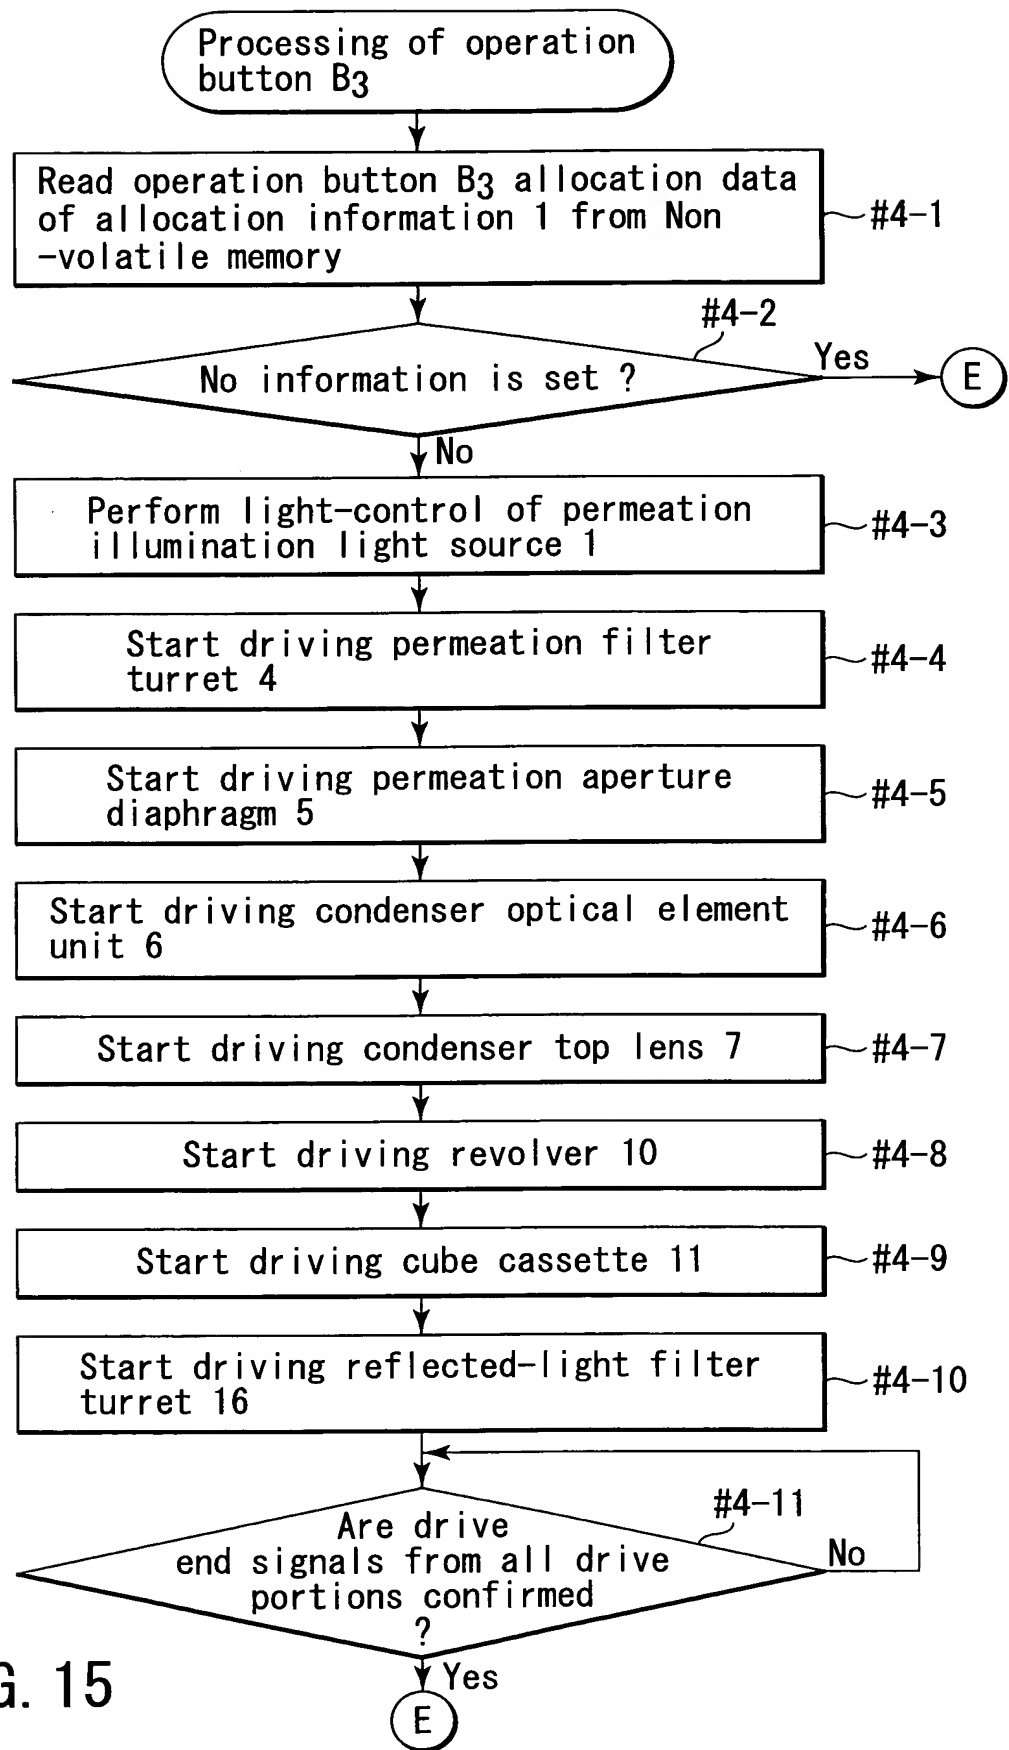 Processing of operation
button B3
Read operation button B3 allocation data
of allocation information 1 from Non
-volatile memory
#4-1
#4-2
No information is set ?
Yes
E
No
Perform light-control of permeation
illumination light source 1
#4-3
Start driving permeation filter
turret 4
#4-4
Start driving permeation aperture
diaphragm 5
#4-5
Start driving condenser optical element
unit 6
#4-6
Start driving condenser top lens 7
#4-7
Start driving revolver 10
#4-8
Start driving cube cassette 11
#4-9
Start driving reflected-light filter
turret 16
#4-10
#4-11
Are drive
end signals from all drive
portions confirmed
?
No
Yes
E
G. 15